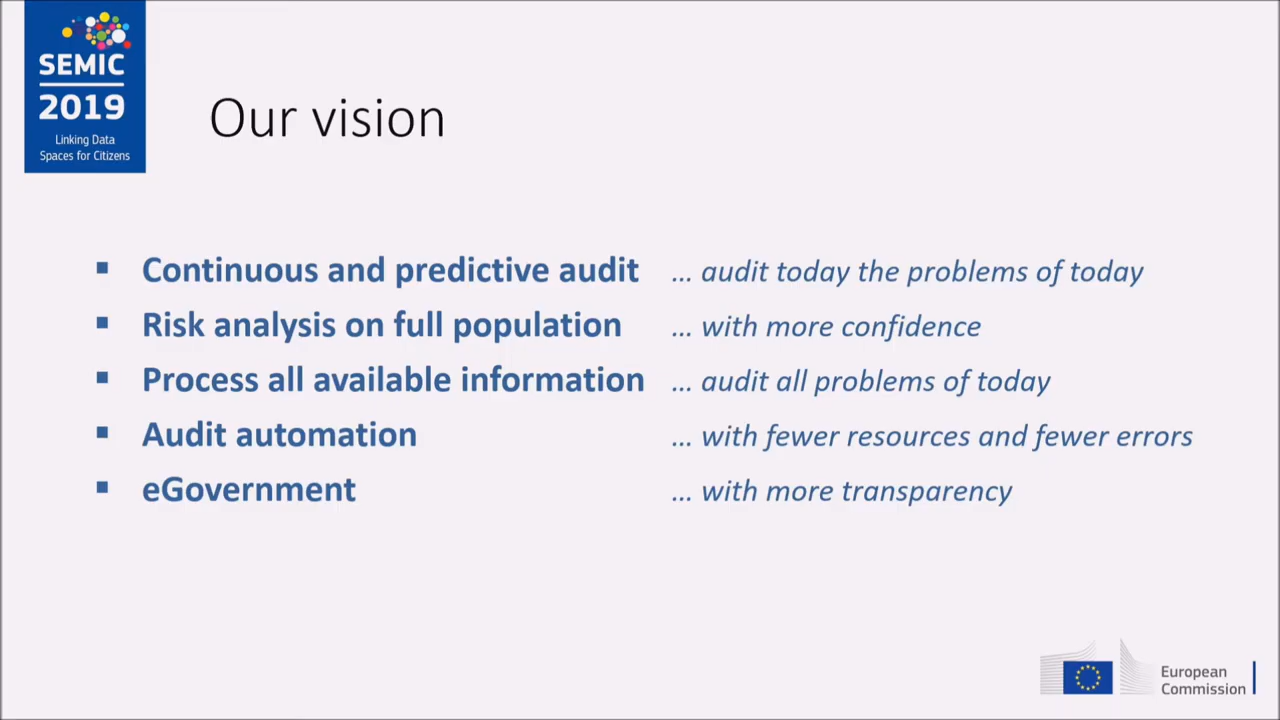 SEMIC
2019
Linking Data
Spaces for Citizens
Our vision
▪ Continuous and predictive audit … audit today the problems of today
▪ Risk analysis on full population … with more confidence
▪ Process all available information … audit all problems of today
▪ Audit automation … with fewer resources and fewer errors
▪ eGovernment … with more transparency
European
Commission